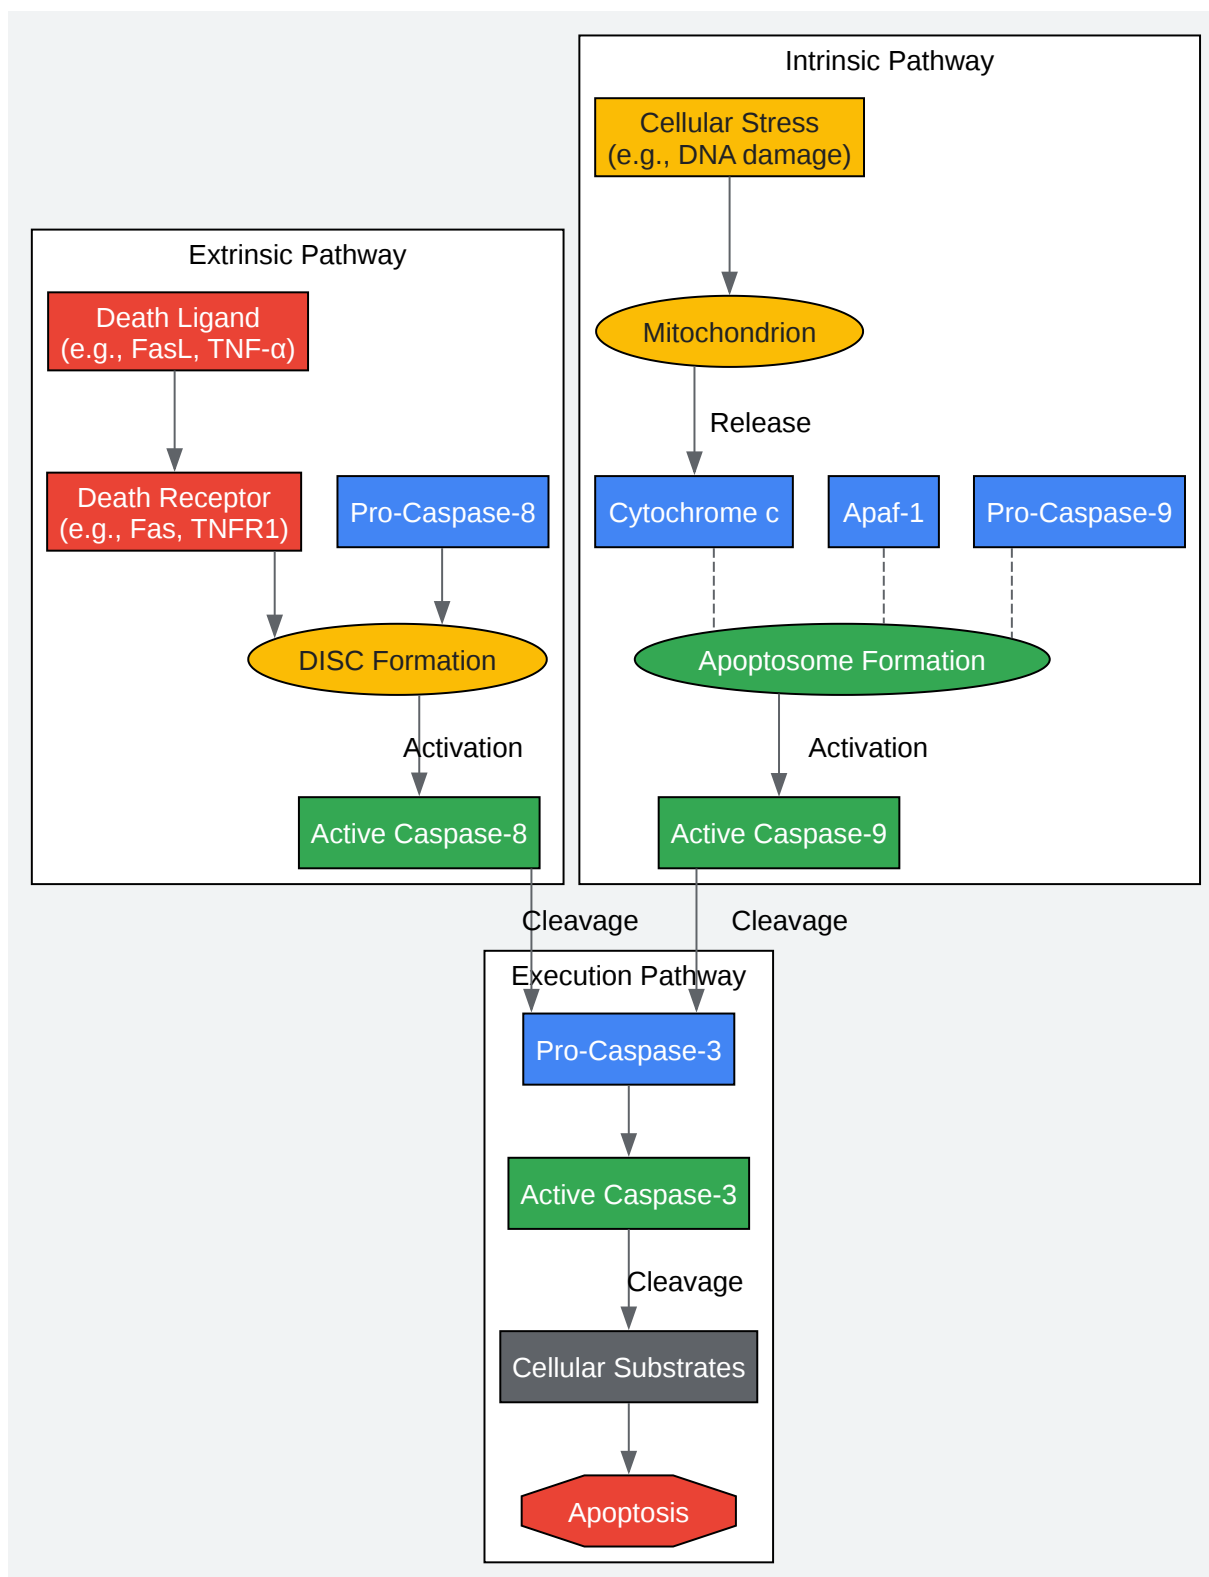 Intrinsic Pathway
Cellular Stress
(e.g., DNA damage)
Mitochondrion
Release
Cytochrome c
Apaf-1
Pro-Caspase-9
Apoptosome Formation
Activation
Active Caspase-9
Cleavage
Extrinsic Pathway
Death Ligand
(e.g., FasL, TNF-α)
Death Receptor
(e.g., Fas, TNFR1)
Pro-Caspase-8
DISC Formation
Activation
Active Caspase-8
Cleavage
Execution Pathway
Pro-Caspase-3
Active Caspase-3
Cleavage
Cellular Substrates
Apoptosis